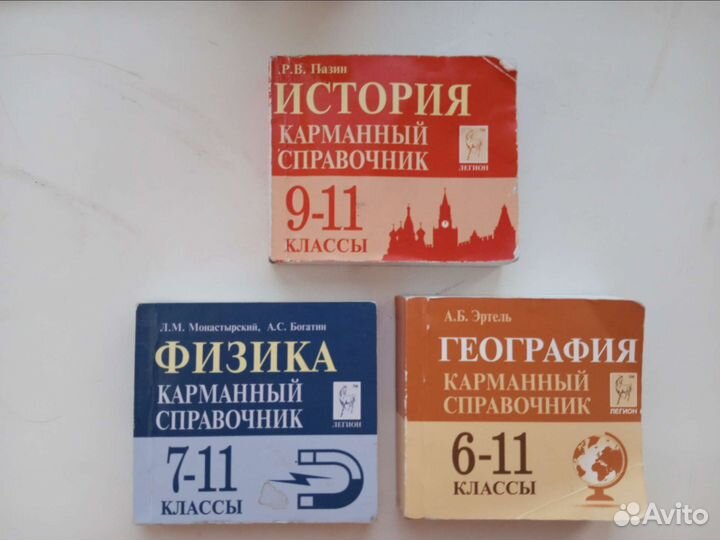 Р.В. Пазин
ИСТОРИЯ
КАРМАННЫЙ
СПРАВОЧНИК
ЛЕГИОН
9-11
КЛАССЫ
Л.М. Монастырский, А.С. Богатин
ФИЗИКА
КАРМАННЫЙ
СПРАВОЧНИК
ЛЕГИОН
7-11
КЛАССЫ
А.Б. Эртель
ГЕОГРАФИЯ
КАРМАННЫЙ
СПРАВОЧНИК
ЛЕГИОН
6-11
КЛАССЫ
Avito